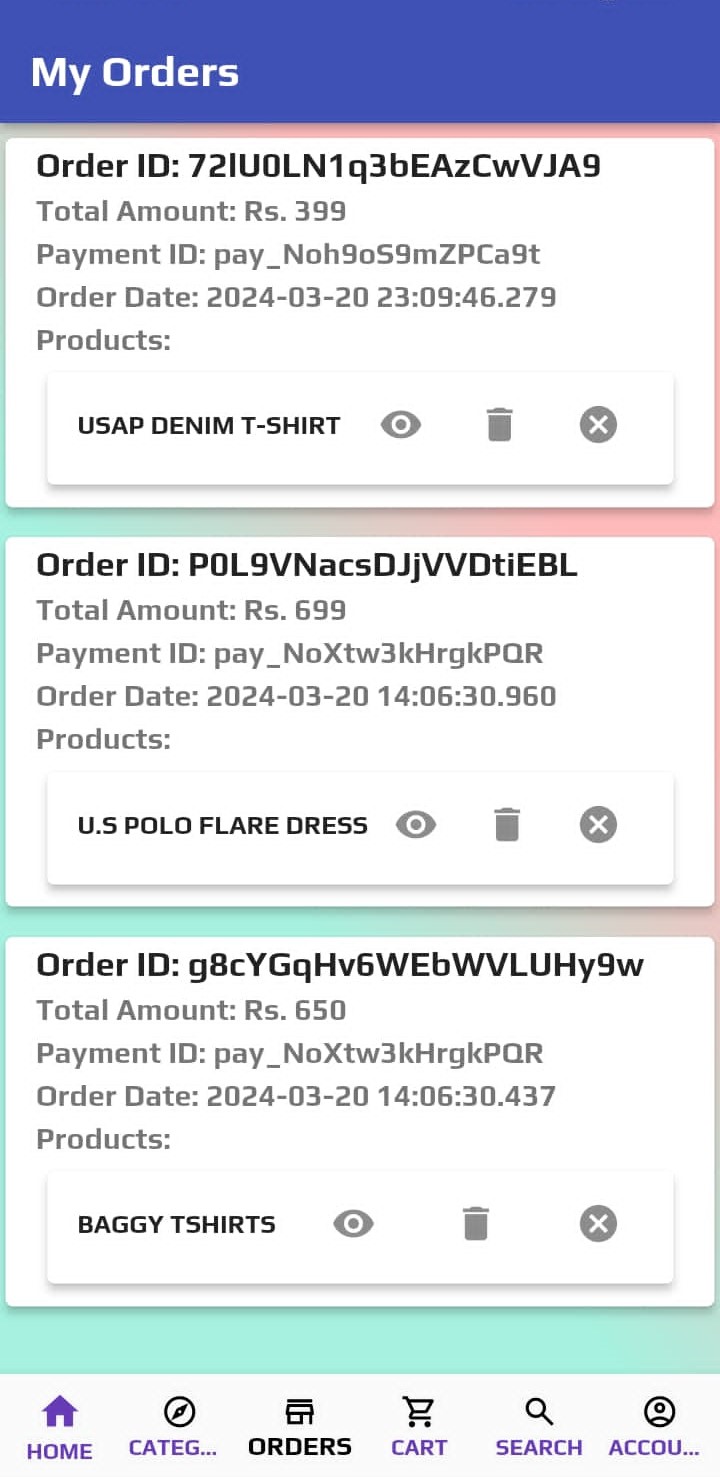 My Orders
Order ID: 72lU0LN1q3bEAzCwVJA9
Total Amount: Rs. 399
Payment ID: pay_Noh9oS9mZPCa9t
Order Date: 2024-03-20 23:09:46.279
Products:
USAP DENIM T-SHIRT
Order ID: P0L9VNacsDJjVVDtiEBL
Total Amount: Rs. 699
Payment ID: pay_NoXtw3kHrgkPQR
Order Date: 2024-03-20 14:06:30.960
Products:
U.S POLO FLARE DRESS
Order ID: g8cYGqHv6WEbWVLUHy9w
Total Amount: Rs. 650
Payment ID: pay_NoXtw3kHrgkPQR
Order Date: 2024-03-20 14:06:30.437
Products:
BAGGY TSHIRTS
HOME CATEG... ORDERS CART SEARCH ACCOU...